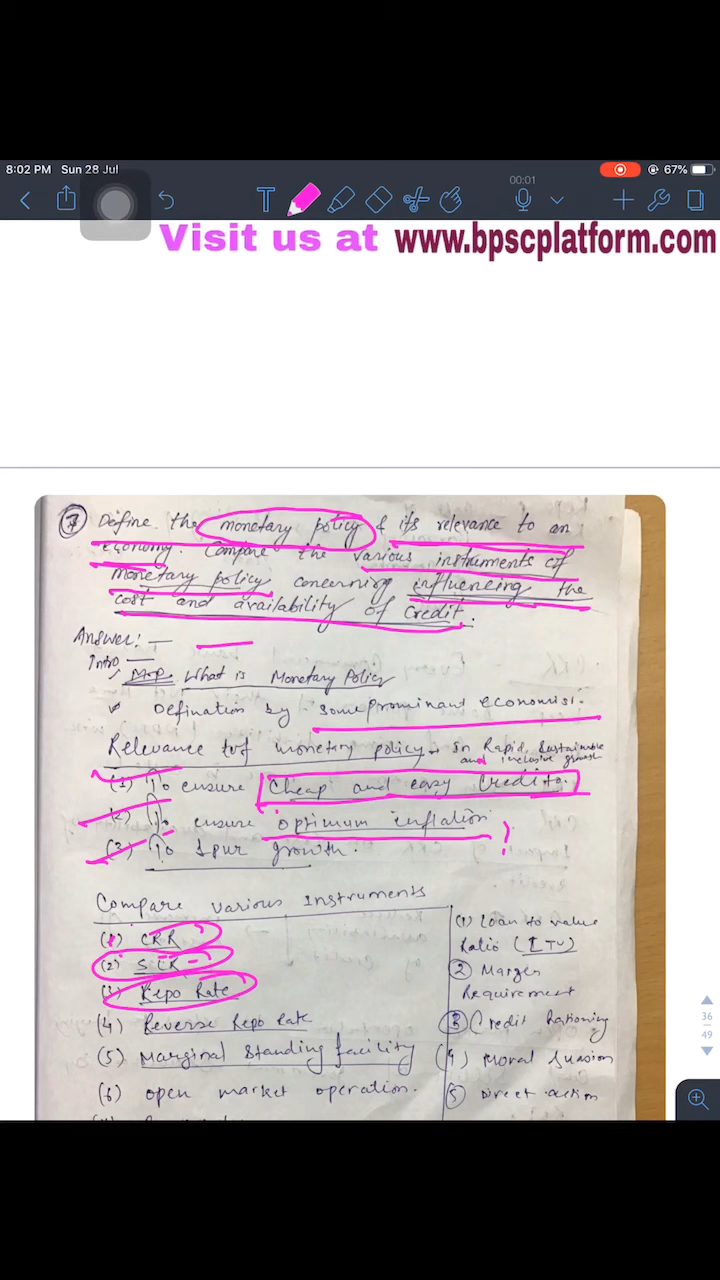 8:02 PM Sun 28 Jul
67%
00:01
T
Visit us at www.bpscplatform.com
7 Define the monetary policy & its relevance to an
economy. Compare the various instruments of
monetary policy concerning influencing the
cost and availability of credit.
Answer:-
Intro
What is Monetary Policy
Defination by some prominant economist.
Relevance of monetory policy - In Rapid, Sustainable
and inclusive growth
(1) To ensure Cheap and easy Credit.
(2) To ensure optimum inflation ?
(3) To spur growth.
Compare various Instruments
(1) CRR
(2) SLR
(3) Repo Rate
(4) Reverse Repo Rate
(5) Marginal Standing facility
(6) open market operation.
(1) Loan to value
Ratio (LTV)
2 Margen
Requirement
3 Credit Rationing
(4) Moral Suasion
5 Direct action
36
49